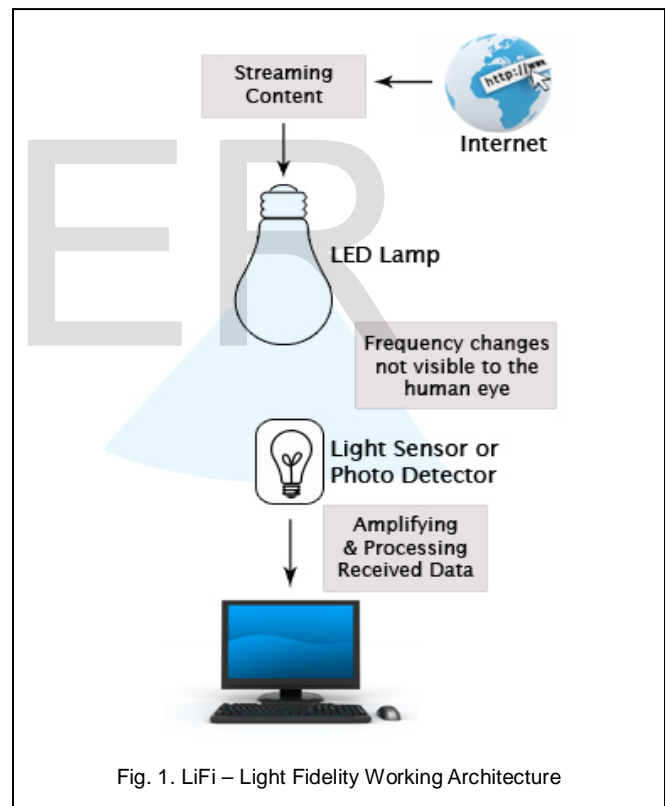 Streaming
Content
http://www
Internet
ER
LED Lamp
Frequency changes
not visible to the
human eye
Light Sensor or
Photo Detector
Amplifying
& Processing
Received Data
Fig. 1. LiFi – Light Fidelity Working Architecture